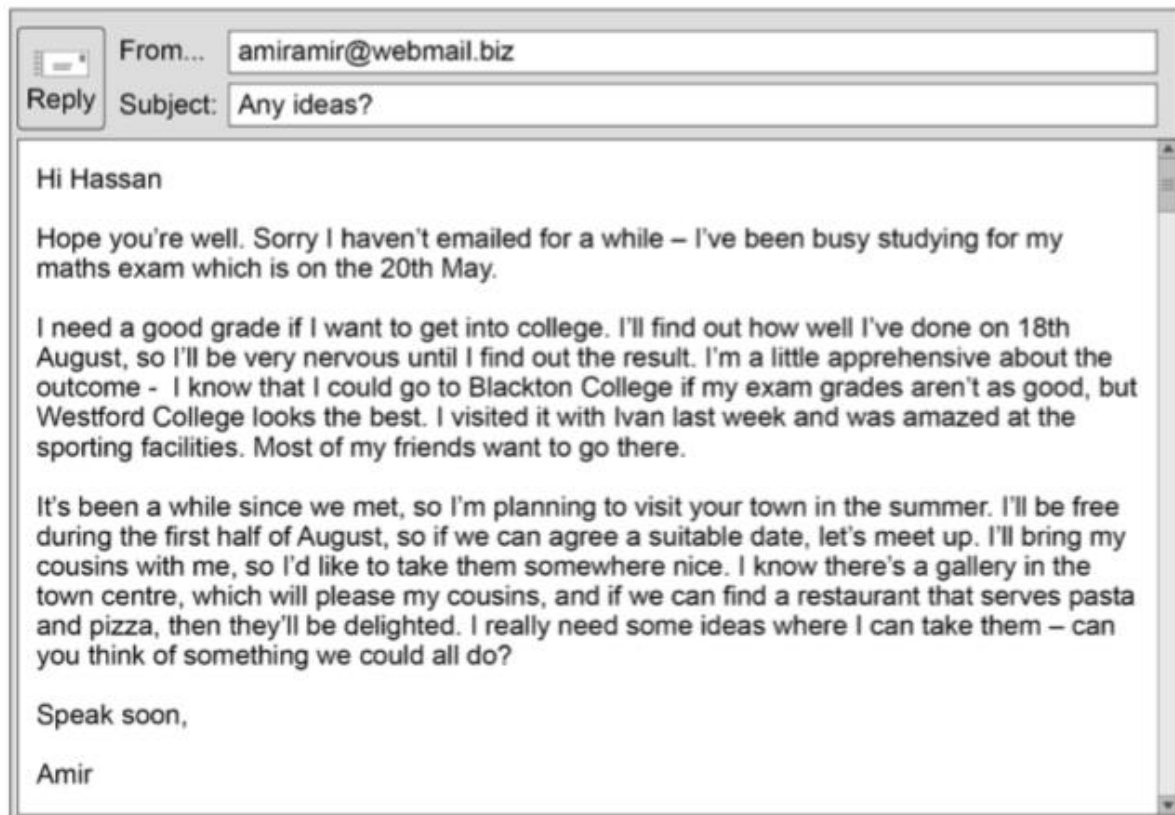 From... amiramir@webmail.biz
Reply
Subject: Any ideas?
Hi Hassan
Hope you're well. Sorry I haven't emailed for a while – I've been busy studying for my
maths exam which is on the 20th May.
I need a good grade if I want to get into college. I'll find out how well I've done on 18th
August, so I'll be very nervous until I find out the result. I'm a little apprehensive about the
outcome -  I know that I could go to Blackton College if my exam grades aren't as good, but
Westford College looks the best. I visited it with Ivan last week and was amazed at the
sporting facilities. Most of my friends want to go there.
It's been a while since we met, so I'm planning to visit your town in the summer. I'll be free
during the first half of August, so if we can agree a suitable date, let's meet up. I'll bring my
cousins with me, so I'd like to take them somewhere nice. I know there's a gallery in the
town centre, which will please my cousins, and if we can find a restaurant that serves pasta
and pizza, then they'll be delighted. I really need some ideas where I can take them – can
you think of something we could all do?
Speak soon,
Amir